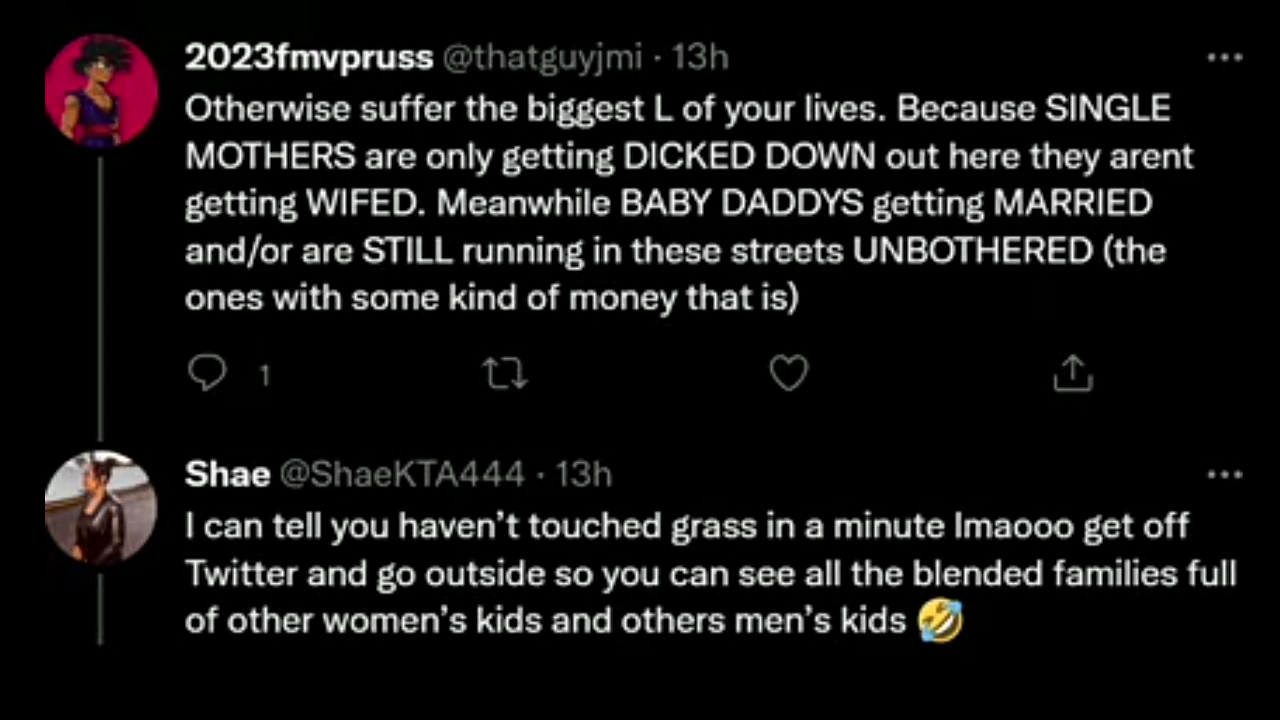 2023fmvpruss @thatguyjmi · 13h
Otherwise suffer the biggest L of your lives. Because SINGLE
MOTHERS are only getting DICKED DOWN out here they arent
getting WIFED. Meanwhile BABY DADDYS getting MARRIED
and/or are STILL running in these streets UNBOTHERED (the
ones with some kind of money that is)
1
Shae @ShaeKTA444 · 13h
I can tell you haven’t touched grass in a minute lmaooo get off
Twitter and go outside so you can see all the blended families full
of other women’s kids and others men’s kids 🤣